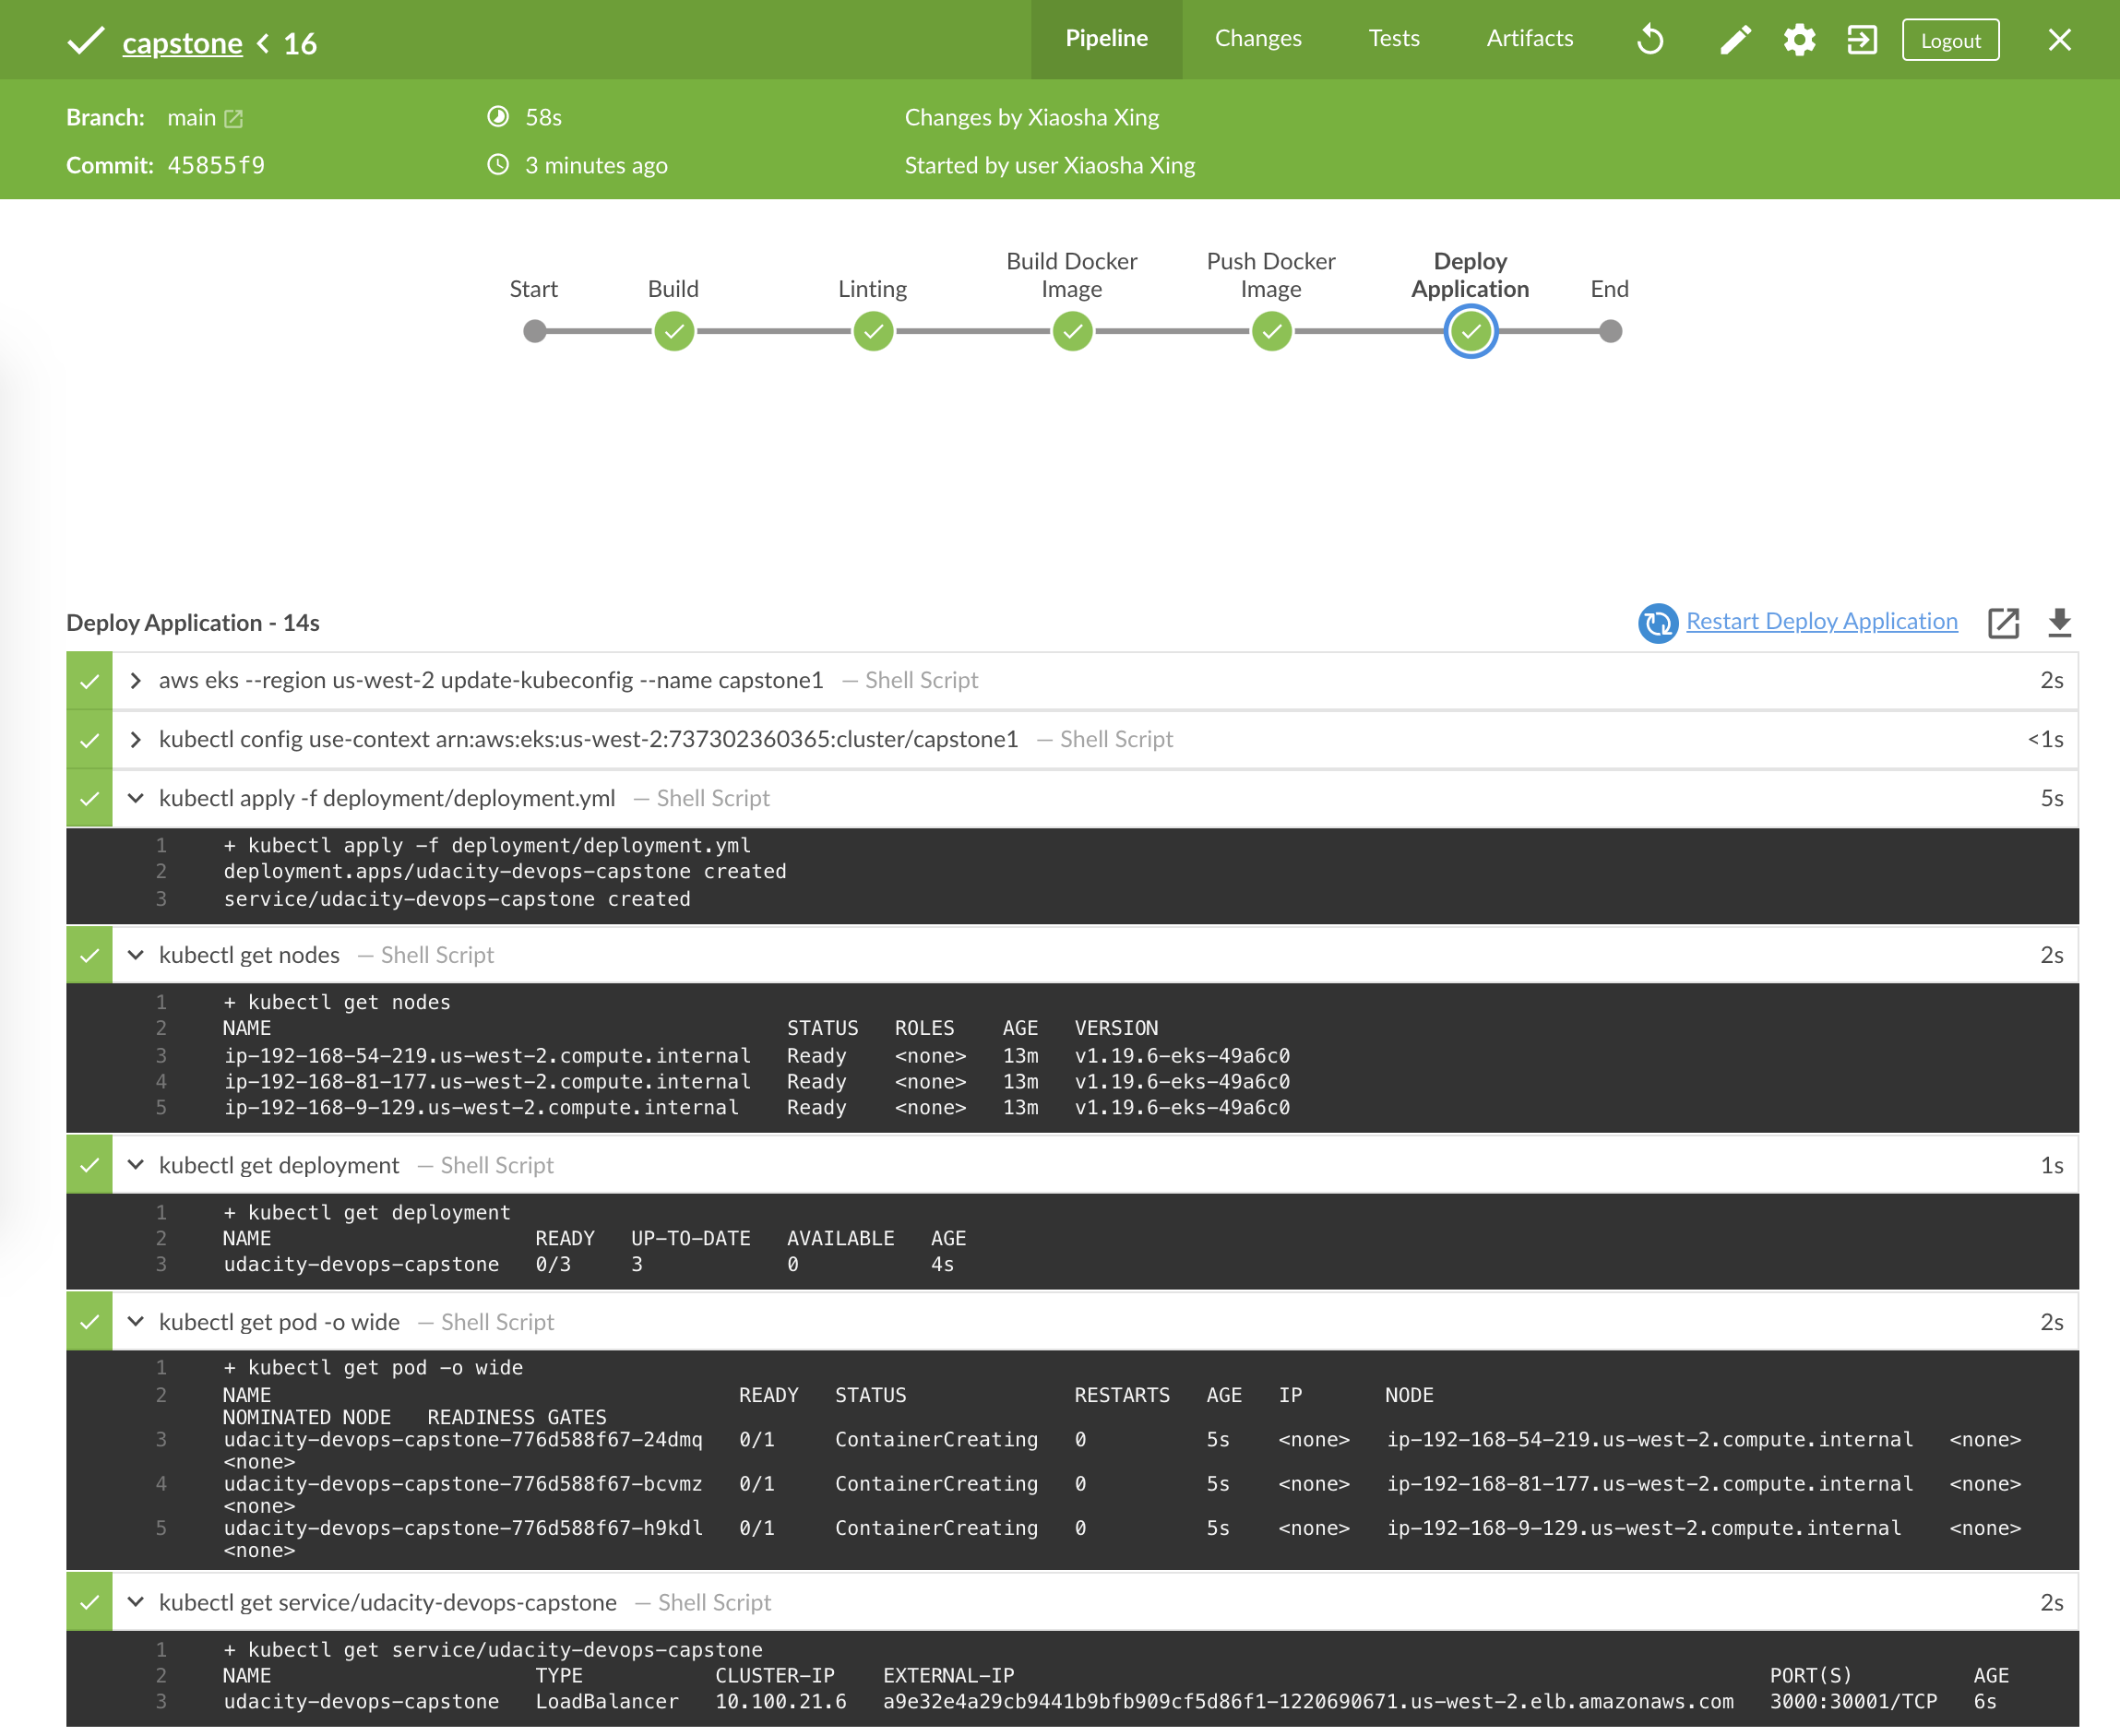 capstone < 16
Pipeline Changes Tests Artifacts Logout
Branch: main 58s Changes by Xiaosha Xing
Commit: 45855f9 3 minutes ago Started by user Xiaosha Xing
Start Build Linting Build Docker Image Push Docker Image Deploy Application End
Deploy Application - 14s Restart Deploy Application
aws eks --region us-west-2 update-kubeconfig --name capstone1 — Shell Script 2s
kubectl config use-context arn:aws:eks:us-west-2:737302360365:cluster/capstone1 — Shell Script <1s
kubectl apply -f deployment/deployment.yml — Shell Script 5s
1 + kubectl apply -f deployment/deployment.yml
2 deployment.apps/udacity-devops-capstone created
3 service/udacity-devops-capstone created
kubectl get nodes — Shell Script 2s
1 + kubectl get nodes
2 NAME STATUS ROLES AGE VERSION
3 ip-192-168-54-219.us-west-2.compute.internal Ready <none> 13m v1.19.6-eks-49a6c0
4 ip-192-168-81-177.us-west-2.compute.internal Ready <none> 13m v1.19.6-eks-49a6c0
5 ip-192-168-9-129.us-west-2.compute.internal Ready <none> 13m v1.19.6-eks-49a6c0
kubectl get deployment — Shell Script 1s
1 + kubectl get deployment
2 NAME READY UP-TO-DATE AVAILABLE AGE
3 udacity-devops-capstone 0/3 3 0 4s
kubectl get pod -o wide — Shell Script 2s
1 + kubectl get pod -o wide
2 NAME READY STATUS RESTARTS AGE IP NODE
NOMINATED NODE READINESS GATES
3 udacity-devops-capstone-776d588f67-24dmq 0/1 ContainerCreating 0 5s <none> ip-192-168-54-219.us-west-2.compute.internal <none>
<none>
4 udacity-devops-capstone-776d588f67-bcvmz 0/1 ContainerCreating 0 5s <none> ip-192-168-81-177.us-west-2.compute.internal <none>
<none>
5 udacity-devops-capstone-776d588f67-h9kdl 0/1 ContainerCreating 0 5s <none> ip-192-168-9-129.us-west-2.compute.internal <none>
<none>
kubectl get service/udacity-devops-capstone — Shell Script 2s
1 + kubectl get service/udacity-devops-capstone
2 NAME TYPE CLUSTER-IP EXTERNAL-IP PORT(S) AGE
3 udacity-devops-capstone LoadBalancer 10.100.21.6 a9e32e4a29cb9441b9bfb909cf5d86f1-1220690671.us-west-2.elb.amazonaws.com 3000:30001/TCP 6s